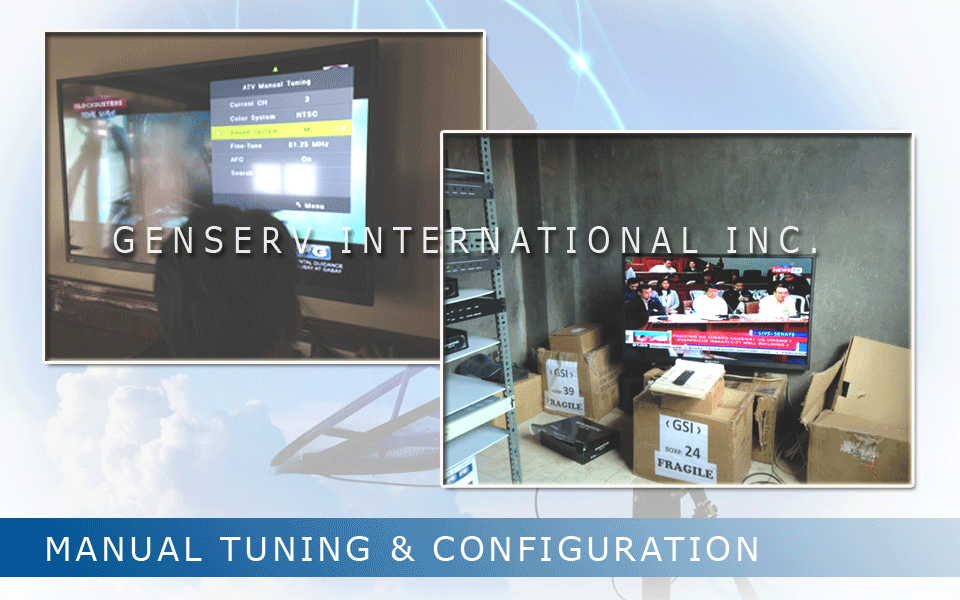 BLOCKBUSTERS
ATV Manual Tuning
Current CH 3
Color System NTSC
Sound System M
Fine-Tune 61.25 MHz
AFC On
Search
Menu
GENSERV INTERNATIONAL INC.
G
NEWS
LIVE: SENATE
‹ GSI ›
BOX#: 39
FRAGILE
‹ GSI ›
BOX#: 24
FRAGILE
MANUAL TUNING & CONFIGURATION